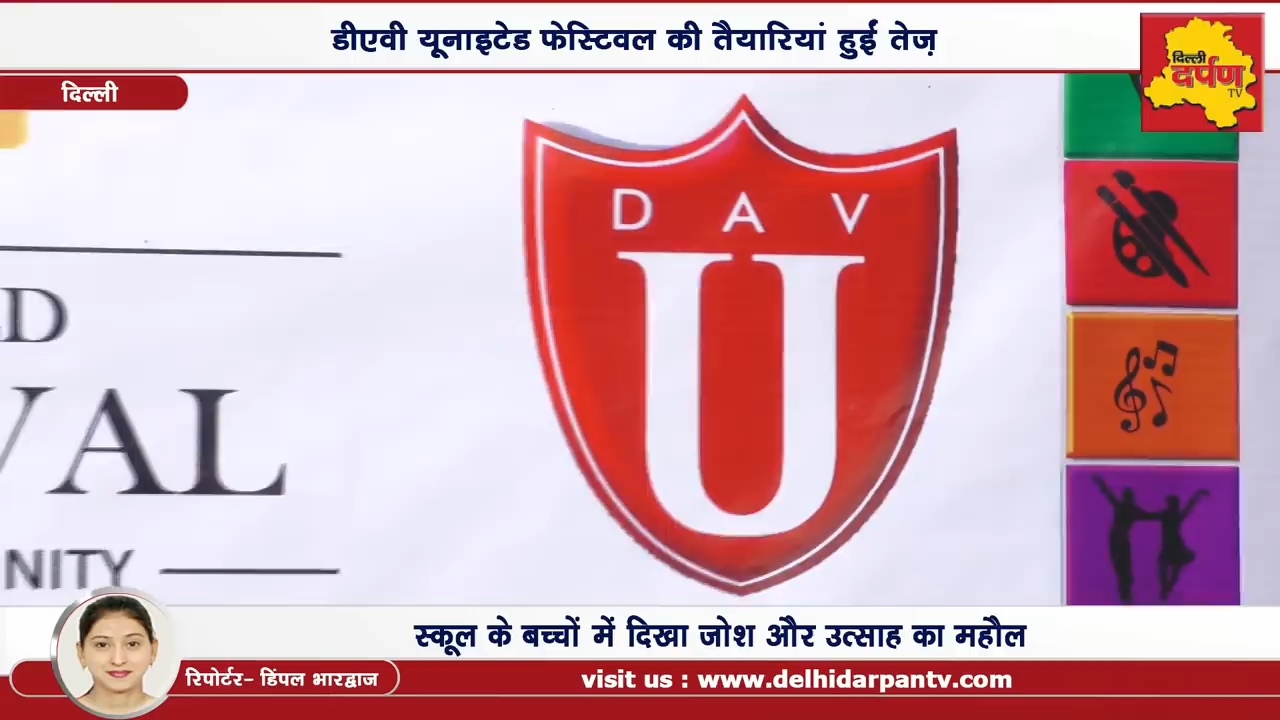 डीएवी यूनाइटेड फेस्टिवल की तैयारियां हुईं तेज़
दिल्ली
दर्पण
TV
दिल्ली
D A V
U
VAL
NITY
स्कूल के बच्चों में दिखा जोश और उत्साह का महौल
रिपोर्टर- डिंपल भारद्वाज
visit us : www.delhidarpantv.com